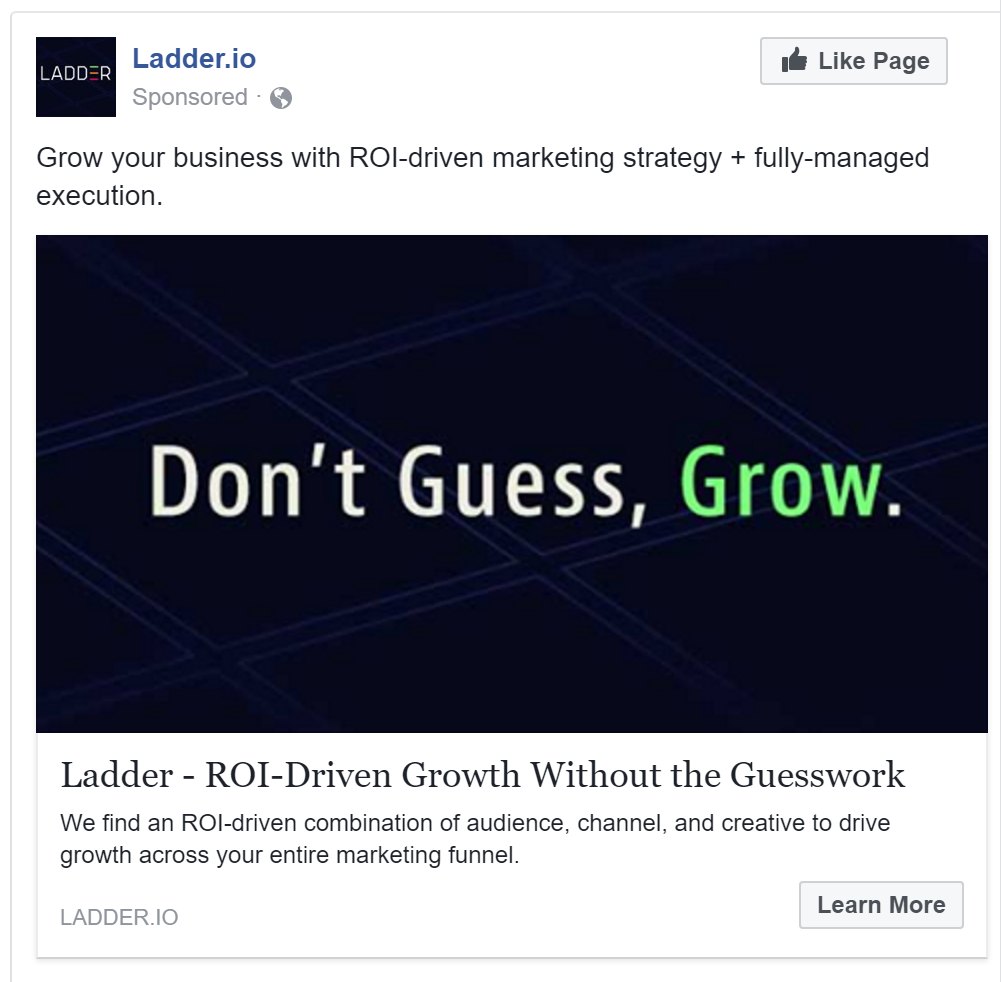 LADDER
Ladder.io
Sponsored ·
Like Page
Grow your business with ROI-driven marketing strategy + fully-managed
execution.
Don't Guess, Grow.
Ladder - ROI-Driven Growth Without the Guesswork
We find an ROI-driven combination of audience, channel, and creative to drive
growth across your entire marketing funnel.
LADDER.IO
Learn More